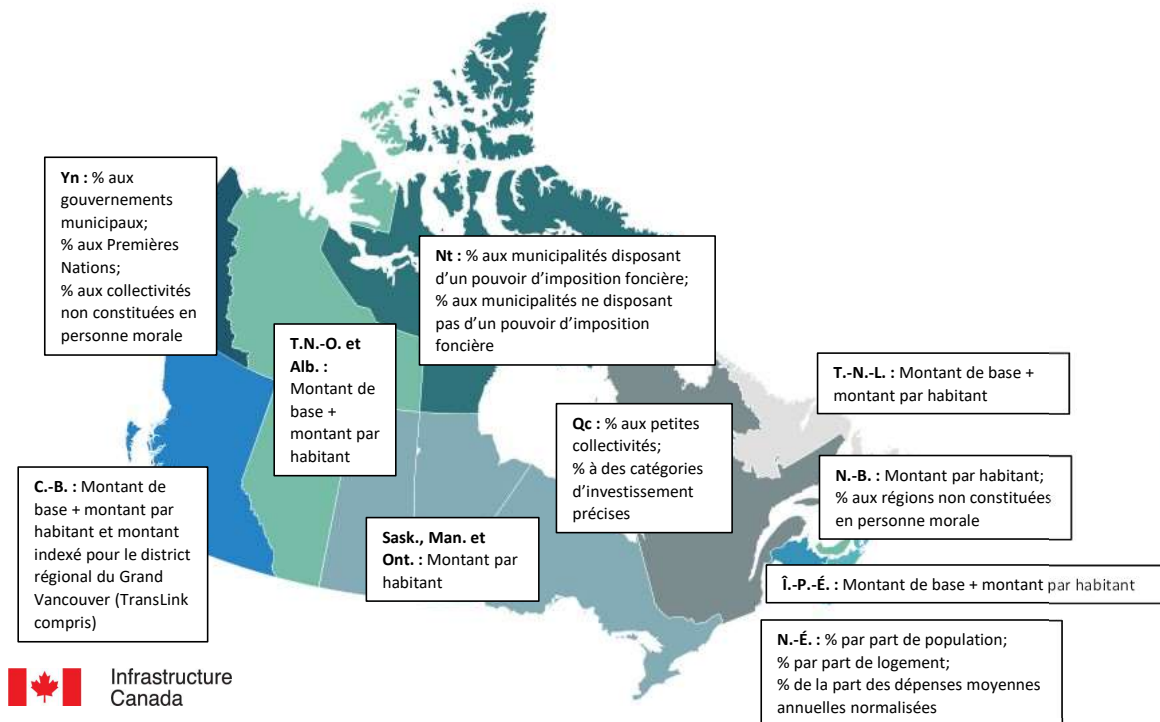 Yn : % aux
gouvernements
municipaux;
% aux Premières
Nations;
% aux collectivités
non constituées en
personne morale
Nt : % aux municipalités disposant
d’un pouvoir d’imposition foncière;
% aux municipalités ne disposant
pas d’un pouvoir d’imposition
foncière
T.N.-O. et
Alb. :
Montant de
base +
montant par
habitant
T.-N.-L. : Montant de base +
montant par habitant
Qc : % aux petites
collectivités;
% à des catégories
d’investissement
précises
N.-B. : Montant par habitant;
% aux régions non constituées
en personne morale
C.-B. : Montant de
base + montant par
habitant et montant
indexé pour le district
régional du Grand
Vancouver (TransLink
compris)
Sask., Man. et
Ont. : Montant par
habitant
Î.-P.-É. : Montant de base + montant par habitant
N.-É. : % par part de population;
% par part de logement;
% de la part des dépenses moyennes
annuelles normalisées
Infrastructure
Canada